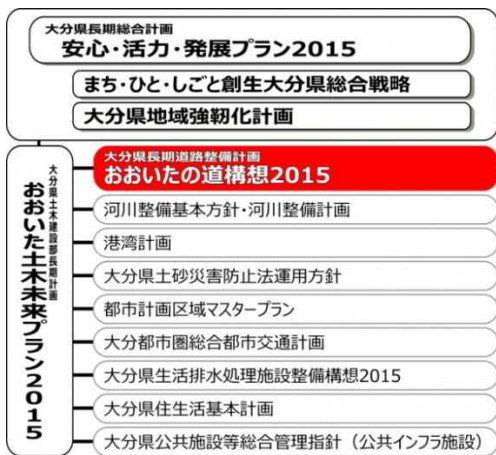 大分県長期総合計画
安心・活力・発展プラン2015
まち・ひと・しごと創生大分県総合戦略
大分県地域強靱化計画
大分県土木建設部長期計画
おおいた土木未来プラン2015
大分県長期道路整備計画
おおいたの道構想2015
河川整備基本方針・河川整備計画
港湾計画
大分県土砂災害防止法運用方針
都市計画区域マスタープラン
大分都市圏総合都市交通計画
大分県生活排水処理施設整備構想2015
大分県住生活基本計画
大分県公共施設等総合管理指針（公共インフラ施設）